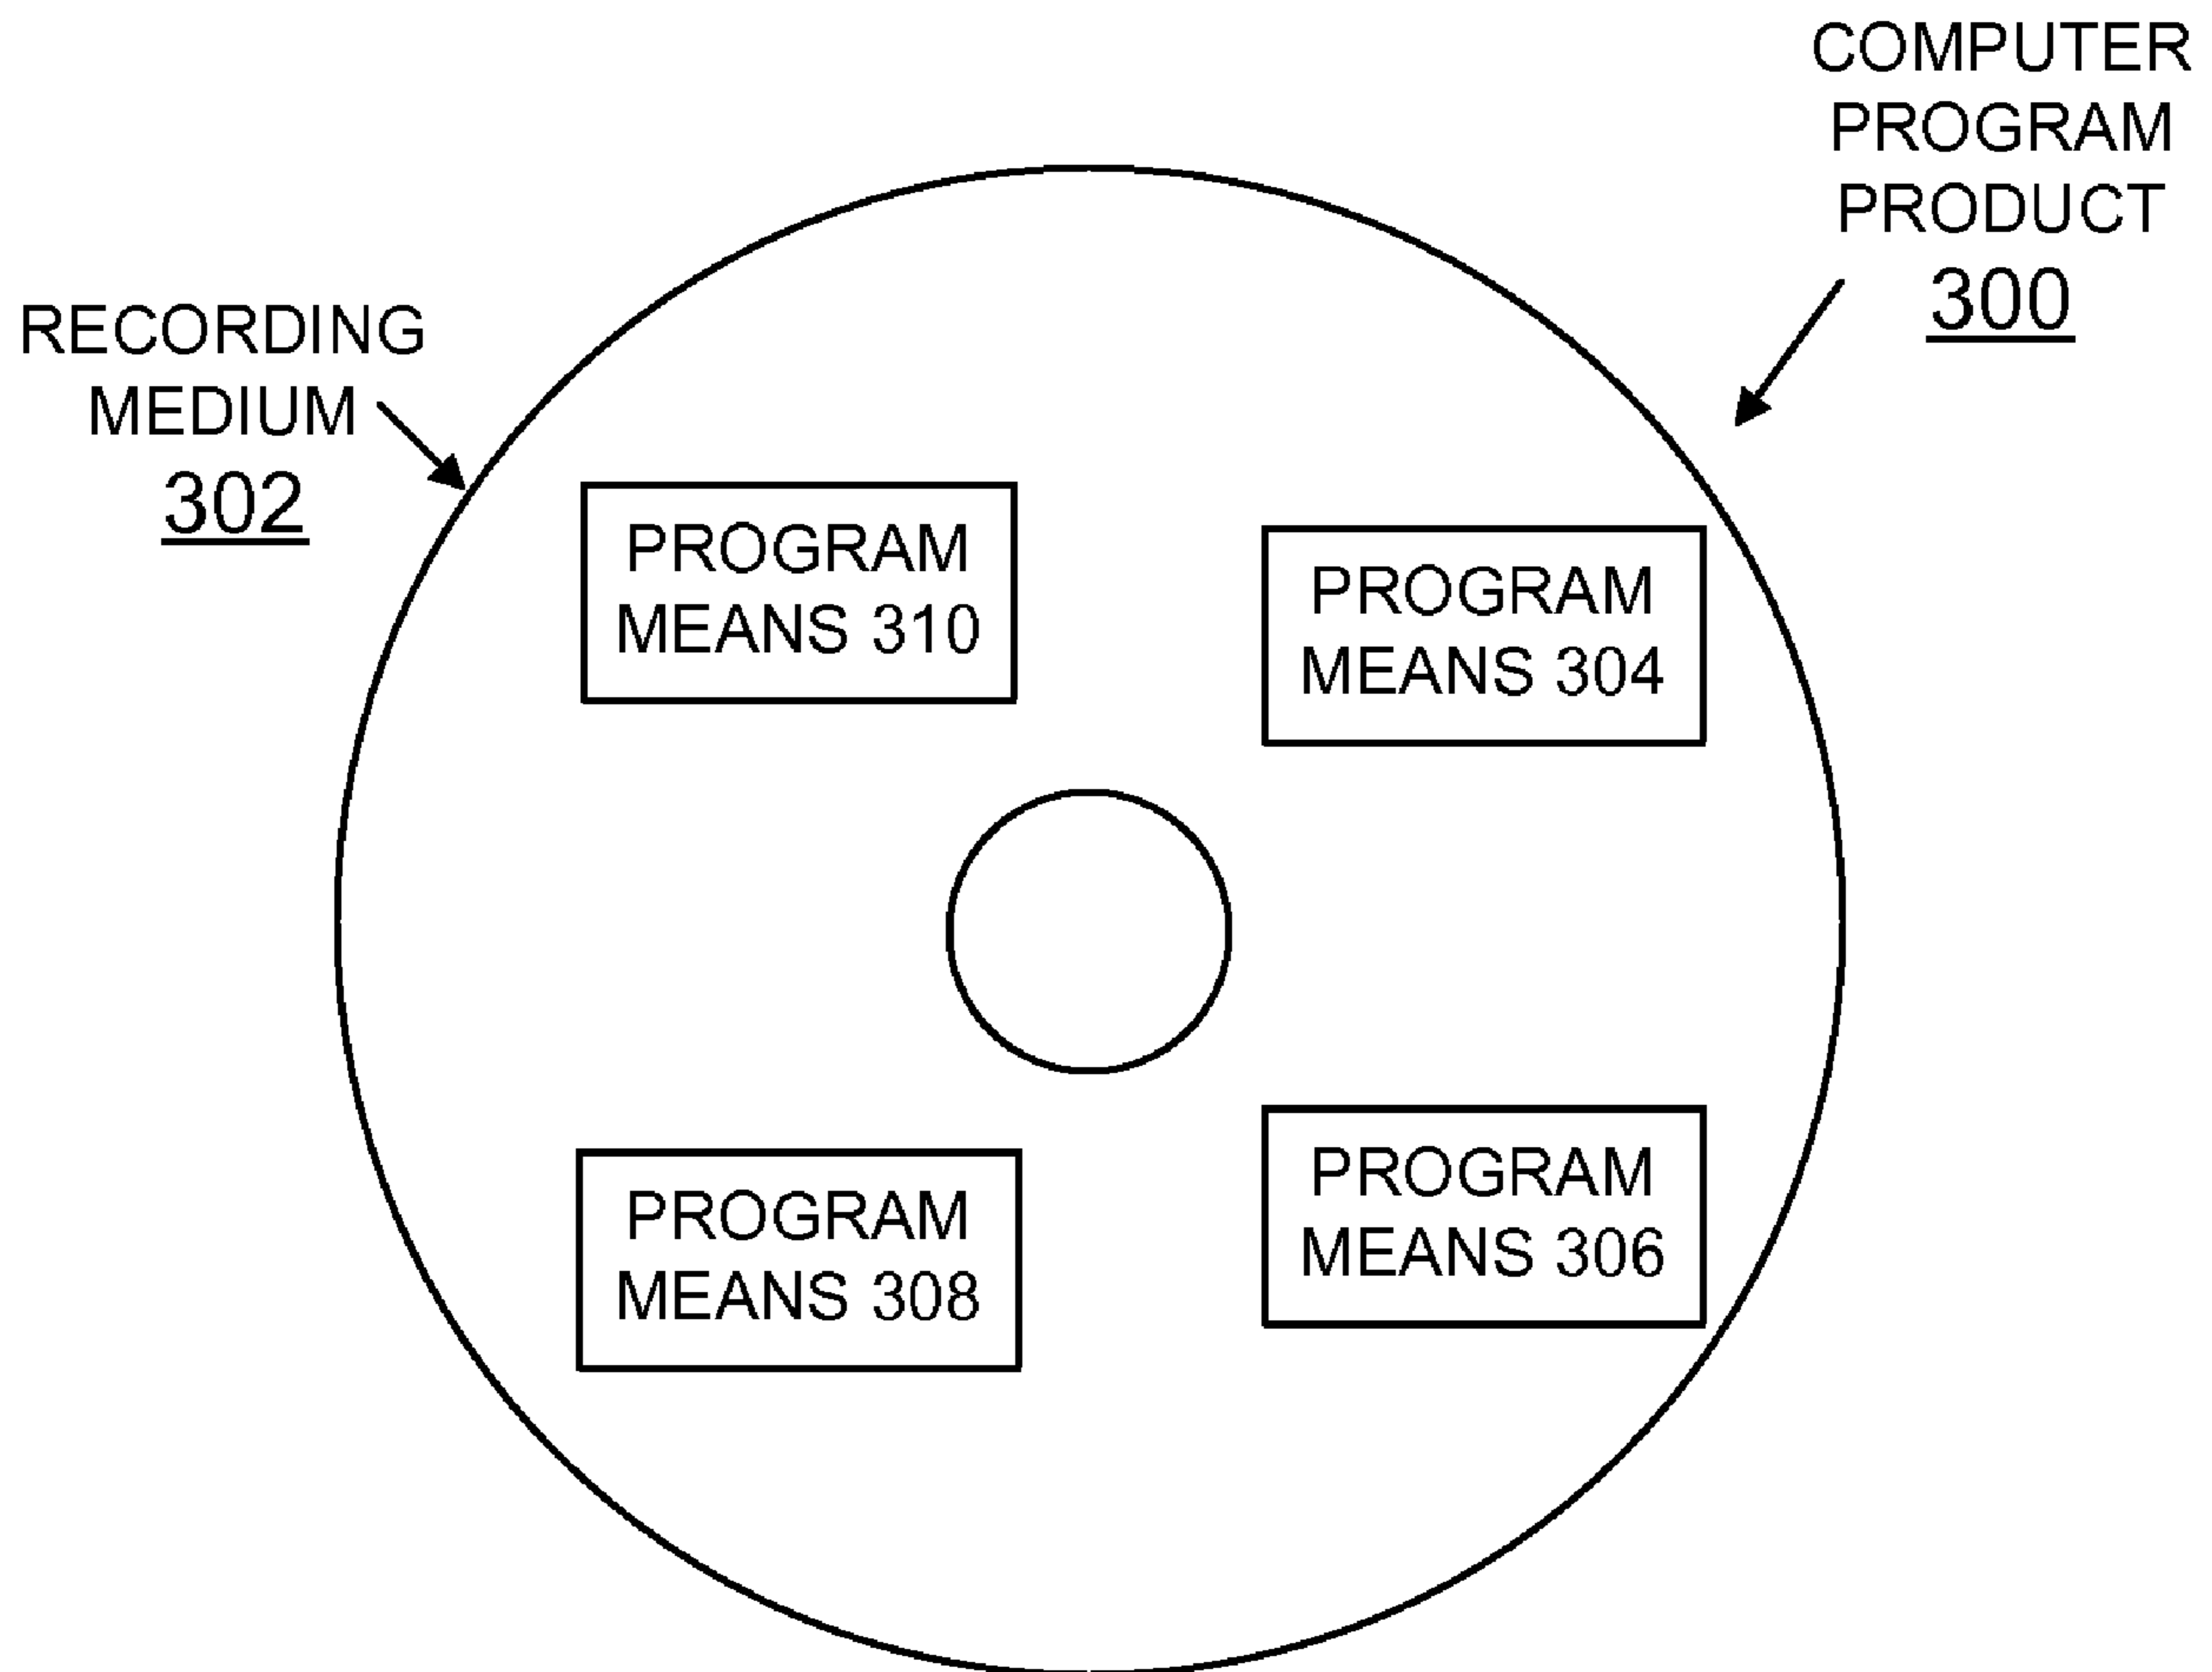 COMPUTER
PROGRAM
PRODUCT
300
RECORDING
MEDIUM
302
PROGRAM
MEANS 310
PROGRAM
MEANS 304
PROGRAM
MEANS 308
PROGRAM
MEANS 306